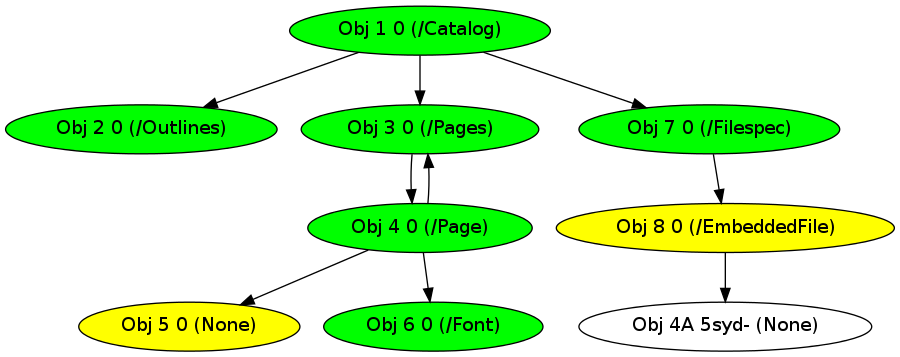 Obj 1 0 (/Catalog)
Obj 2 0 (/Outlines)
Obj 3 0 (/Pages)
Obj 7 0 (/Filespec)
Obj 4 0 (/Page)
Obj 8 0 (/EmbeddedFile)
Obj 5 0 (None)
Obj 6 0 (/Font)
Obj 4A 5syd- (None)